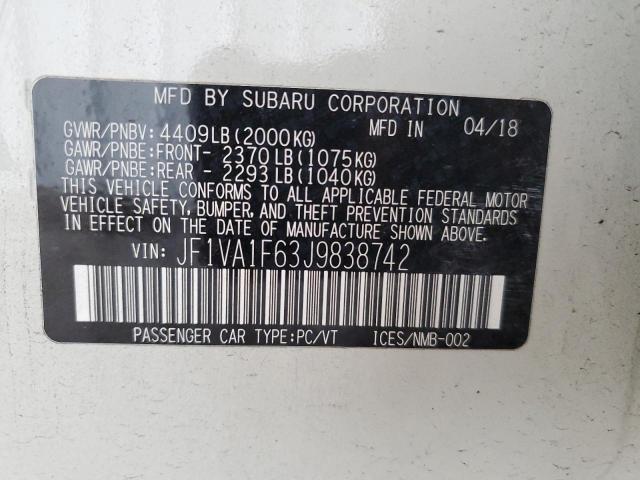 MFD BY SUBARU CORPORATION
GVWR/PNBV: 4409LB(2000KG) MFD IN 04/18
GAWR/PNBE:FRONT- 2370LB(1075KG)
GAWR/PNBE:REAR - 2293LB(1040KG)
THIS VEHICLE CONFORMS TO ALL APPLICABLE FEDERAL MOTOR
VEHICLE SAFETY, BUMPER, AND THEFT PREVENTION STANDARDS
IN EFFECT ON THE DATE OF MANUFACTURE SHOWN ABOVE.
VIN: JF1VA1F63J9838742
PASSENGER CAR TYPE:PC/VT ICES/NMB-002